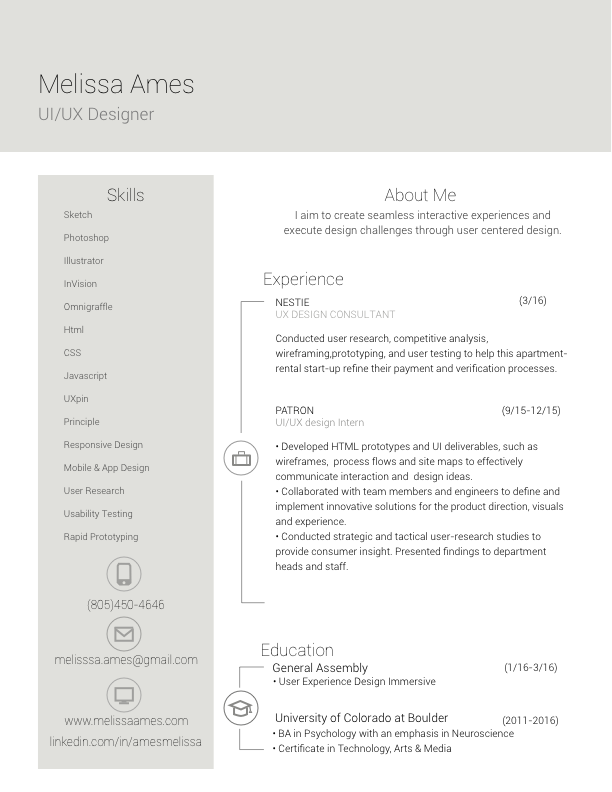 Melissa Ames
UI/UX Designer
Skills
Sketch
Photoshop
Illustrator
InVision
Omnigraffle
Html
CSS
Javascript
UXpin
Principle
Responsive Design
Mobile & App Design
User Research
Usability Testing
Rapid Prototyping
(805)450-4646
melisssa.ames@gmail.com
www.melissaames.com
linkedin.com/in/amesmelissa
About Me
I aim to create seamless interactive experiences and
execute design challenges through user centered design.
Experience
NESTIE (3/16)
UX DESIGN CONSULTANT
Conducted user research, competitive analysis,
wireframing,prototyping, and user testing to help this apartment-
rental start-up refine their payment and verification processes.
PATRON (9/15-12/15)
UI/UX design Intern
• Developed HTML prototypes and UI deliverables, such as
wireframes, process flows and site maps to effectively
communicate interaction and design ideas.
• Collaborated with team members and engineers to define and
implement innovative solutions for the product direction, visuals
and experience.
• Conducted strategic and tactical user-research studies to
provide consumer insight. Presented findings to department
heads and staff.
Education
General Assembly (1/16-3/16)
• User Experience Design Immersive
University of Colorado at Boulder (2011-2016)
• BA in Psychology with an emphasis in Neuroscience
• Certificate in Technology, Arts & Media